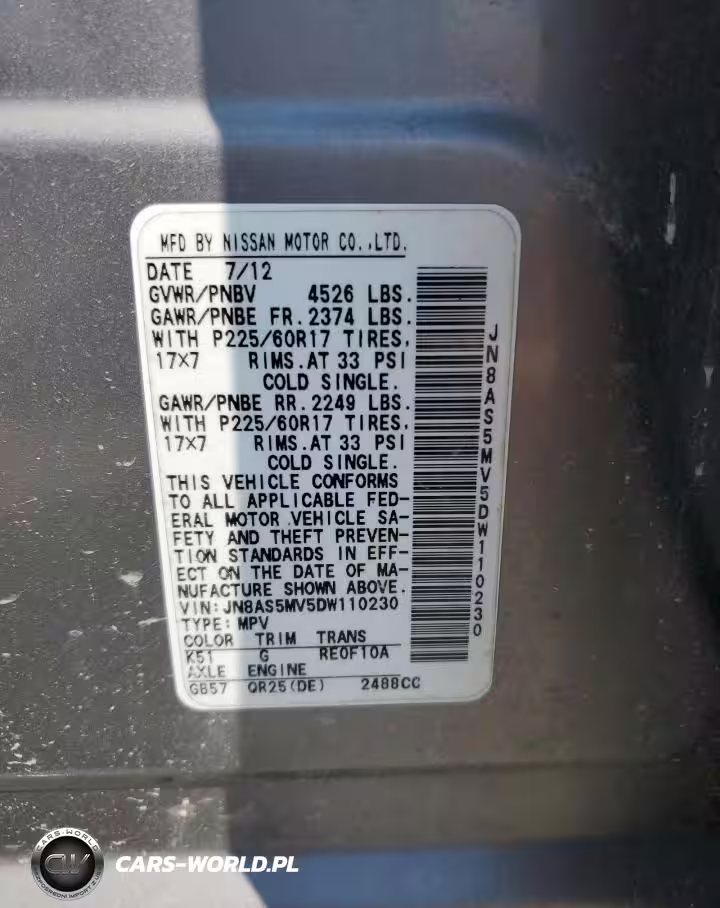 MFD BY NISSAN MOTOR CO.,LTD.
DATE 7/12
GVWR/PNBV 4526 LBS.
GAWR/PNBE FR. 2374 LBS.
WITH P225/60R17 TIRES,
17×7 RIMS.AT 33 PSI
COLD SINGLE.
GAWR/PNBE RR. 2249 LBS.
WITH P225/60R17 TIRES,
17×7 RIMS.AT 33 PSI
COLD SINGLE.
THIS VEHICLE CONFORMS
TO ALL APPLICABLE FED-
ERAL MOTOR VEHICLE SA-
FETY AND THEFT PREVEN-
TION STANDARDS IN EFF-
ECT ON THE DATE OF MA-
NUFACTURE SHOWN ABOVE.
VIN: JN8AS5MV5DW110230
TYPE: MPV
COLOR TRIM TRANS
K51 G RE0F10A
AXLE ENGINE
GB57 QR25(DE) 2488CC
JN8AS5MV5DW110230
CARS-WORLD
CW
CARS-WORLD.PL